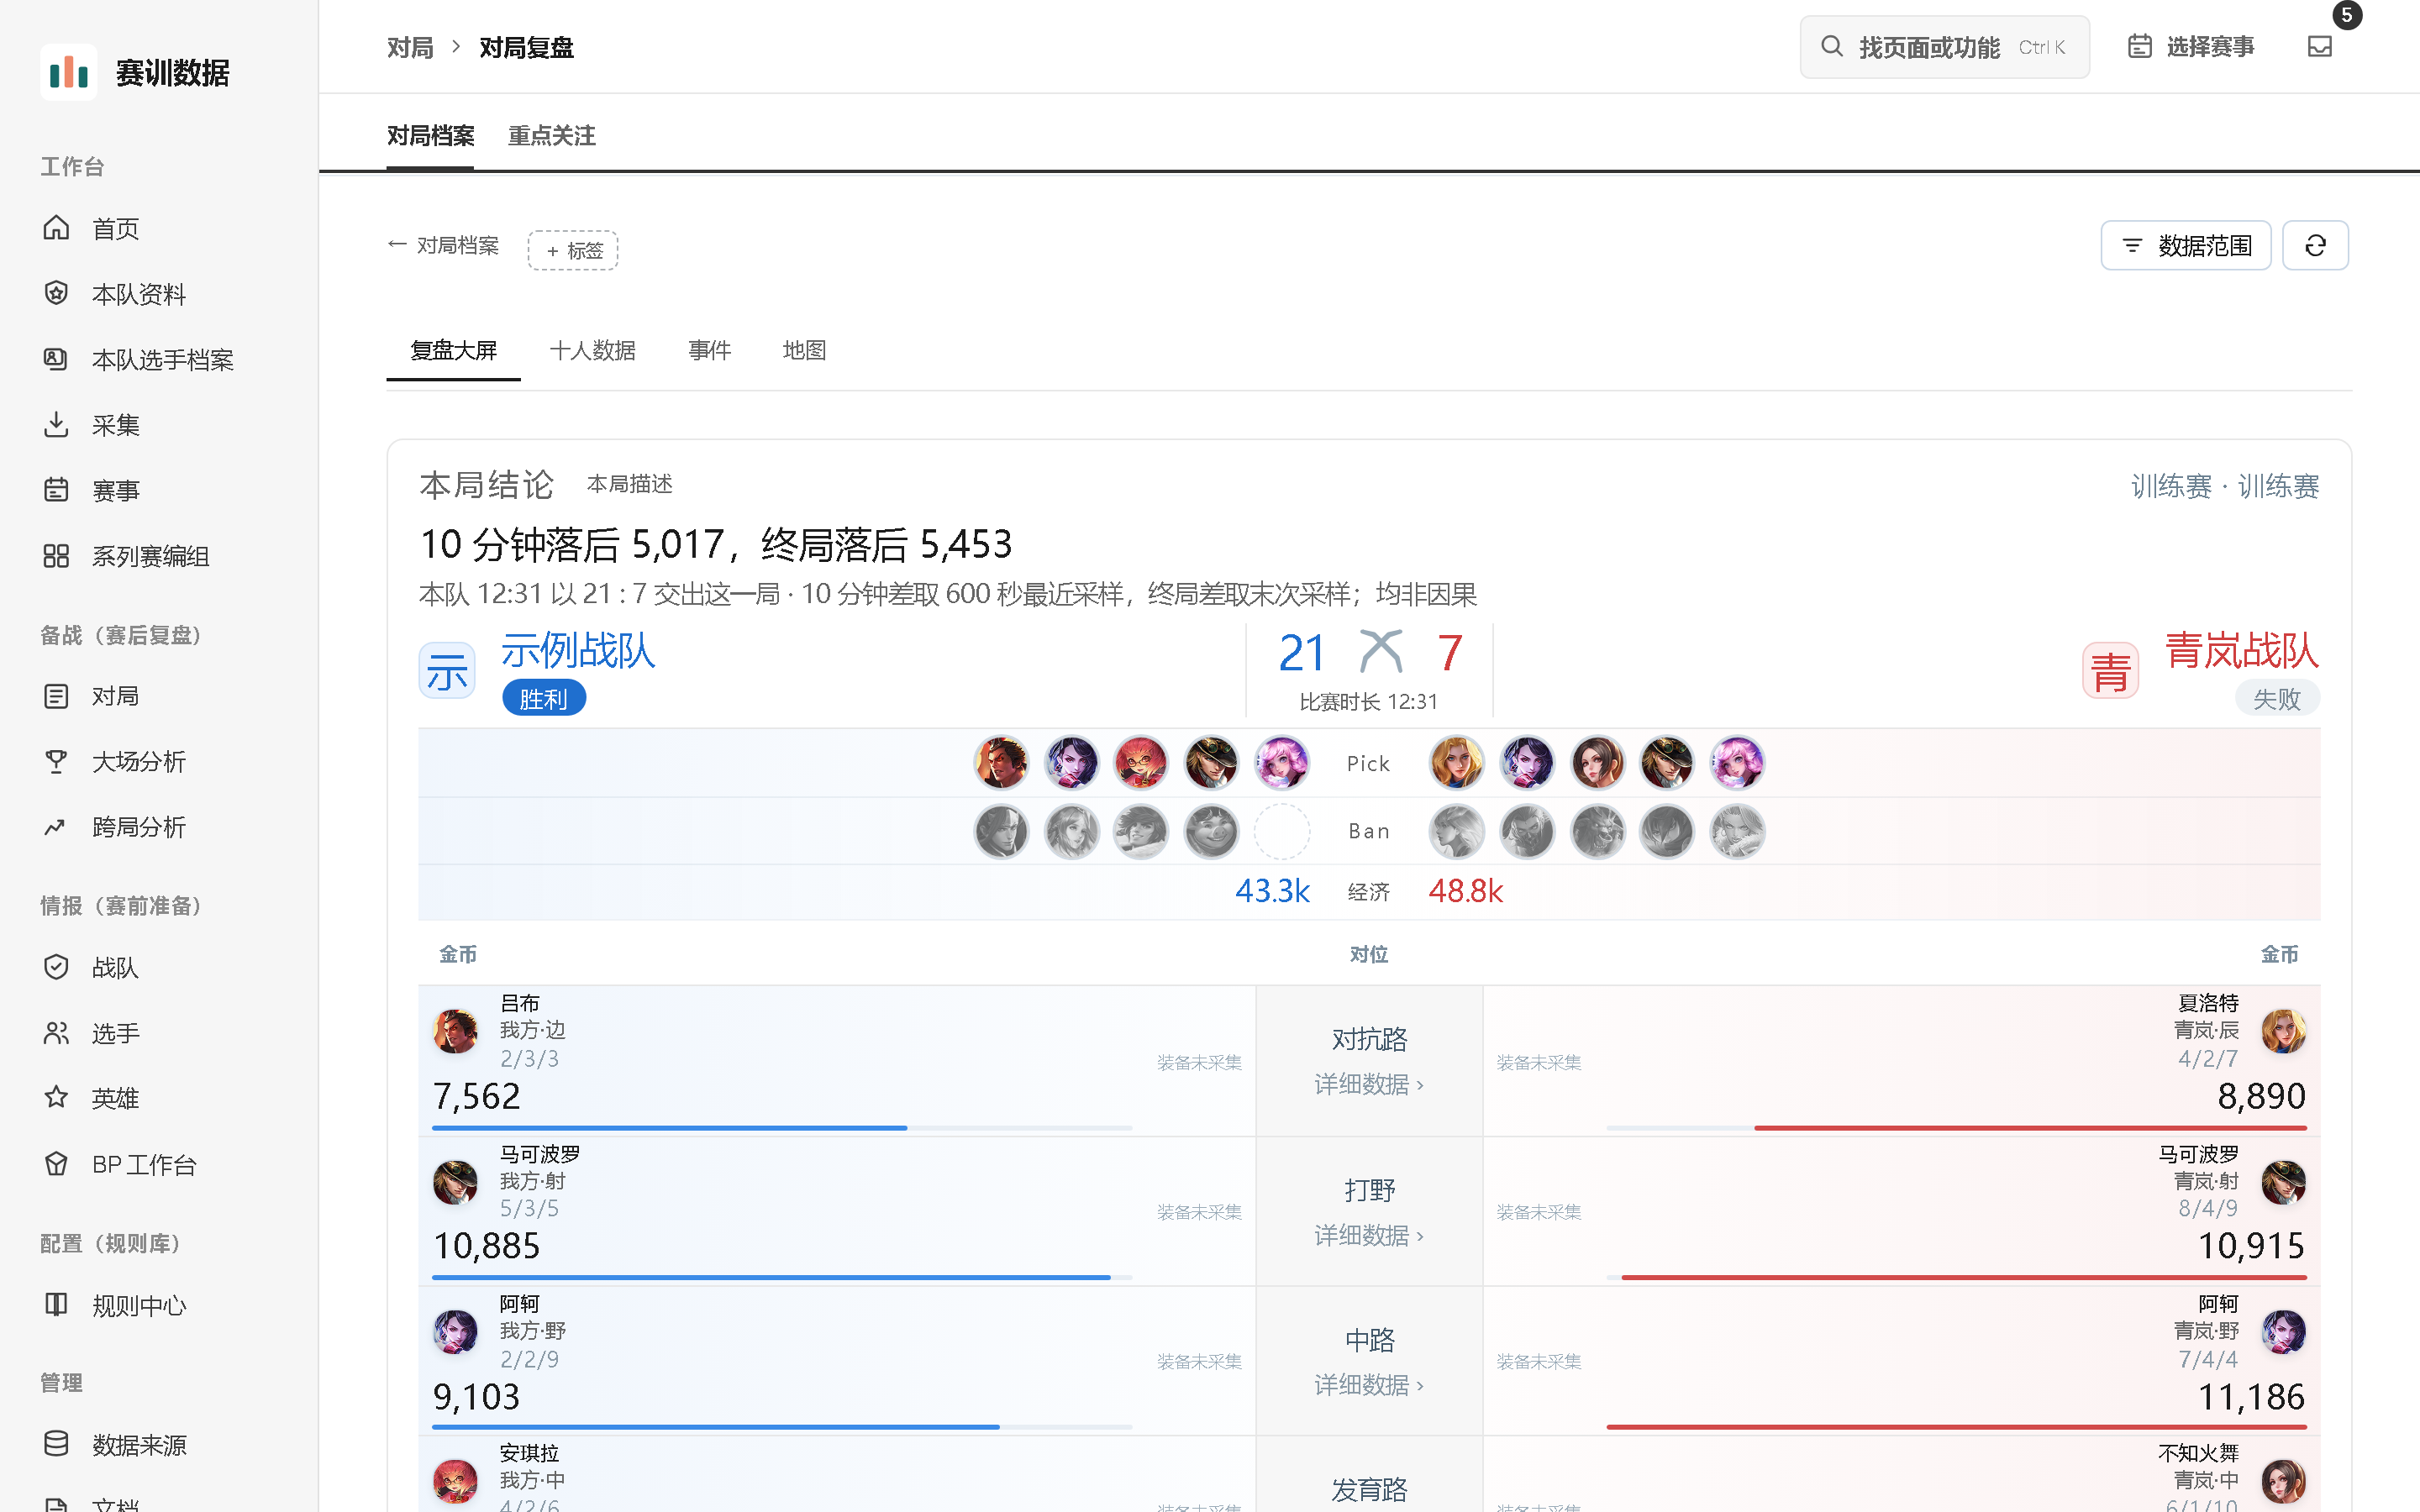 赛训数据
工作台
首页
本队资料
本队选手档案
采集
赛事
系列赛编组
备战（赛后复盘）
对局
大场分析
跨局分析
情报（赛前准备）
战队
选手
英雄
BP 工作台
配置（规则库）
规则中心
管理
数据来源
文档
对局 › 对局复盘
找页面或功能 Ctrl K
选择赛事
5
对局档案 重点关注
← 对局档案 + 标签
数据范围
复盘大屏 十人数据 事件 地图
本局结论 本局描述 训练赛 · 训练赛
10 分钟落后 5,017，终局落后 5,453
本队 12:31 以 21 : 7 交出这一局 · 10 分钟差取 600 秒最近采样，终局差取末次采样；均非因果
示 示例战队 胜利
21 7
比赛时长 12:31
青岚战队 青 失败
Pick
Ban
43.3k 经济 48.8k
金币 对位 金币
吕布
我方·边
2/3/3
7,562
装备未采集
对抗路
详细数据 ›
装备未采集
夏洛特
青岚·辰
4/2/7
8,890
马可波罗
我方·射
5/3/5
10,885
装备未采集
打野
详细数据 ›
装备未采集
马可波罗
青岚·射
8/4/9
10,915
阿轲
我方·野
2/2/9
9,103
装备未采集
中路
详细数据 ›
装备未采集
阿轲
青岚·野
7/4/4
11,186
安琪拉
我方·中
4/2/6
装备未采集
发育路
装备未采集
不知火舞
青岚·中
6/1/10